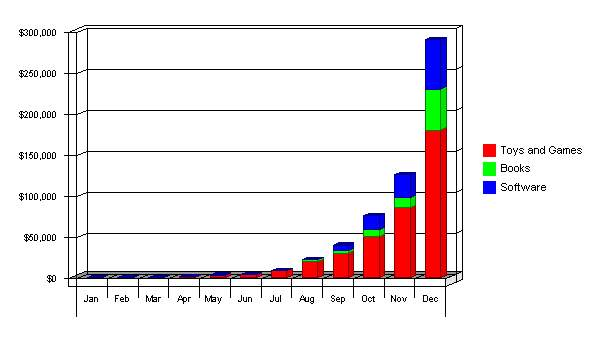 $300,000
$250,000
$200,000
$150,000
$100,000
$50,000
$0
Jan Feb Mar Apr May Jun Jul Aug Sep Oct Nov Dec
Toys and Games
Books
Software